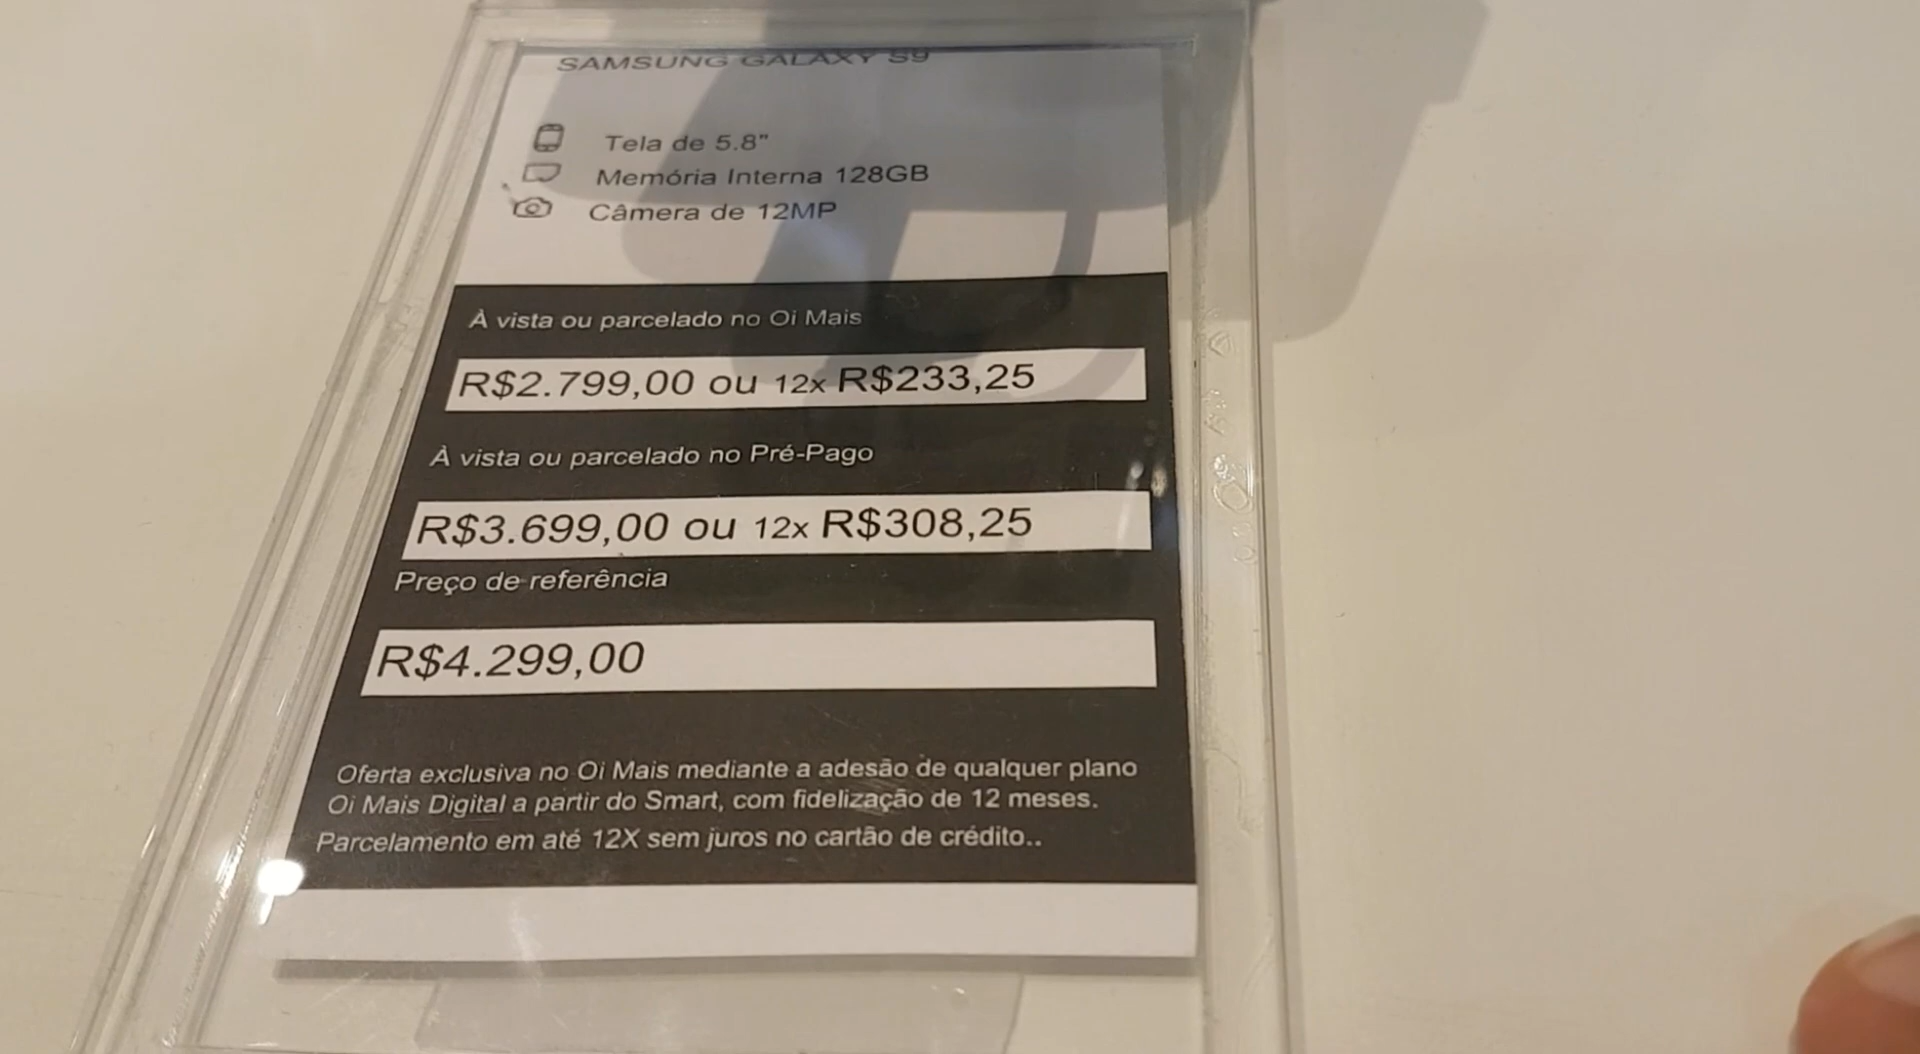 SAMSUNG GALAXY S9
Tela de 5.8"
Memória Interna 128GB
Câmera de 12MP
À vista ou parcelado no Oi Mais
R$2.799,00 ou 12x R$233,25
À vista ou parcelado no Pré-Pago
R$3.699,00 ou 12x R$308,25
Preço de referência
R$4.299,00
Oferta exclusiva no Oi Mais mediante a adesão de qualquer plano
Oi Mais Digital a partir do Smart, com fidelização de 12 meses.
Parcelamento em até 12X sem juros no cartão de crédito..